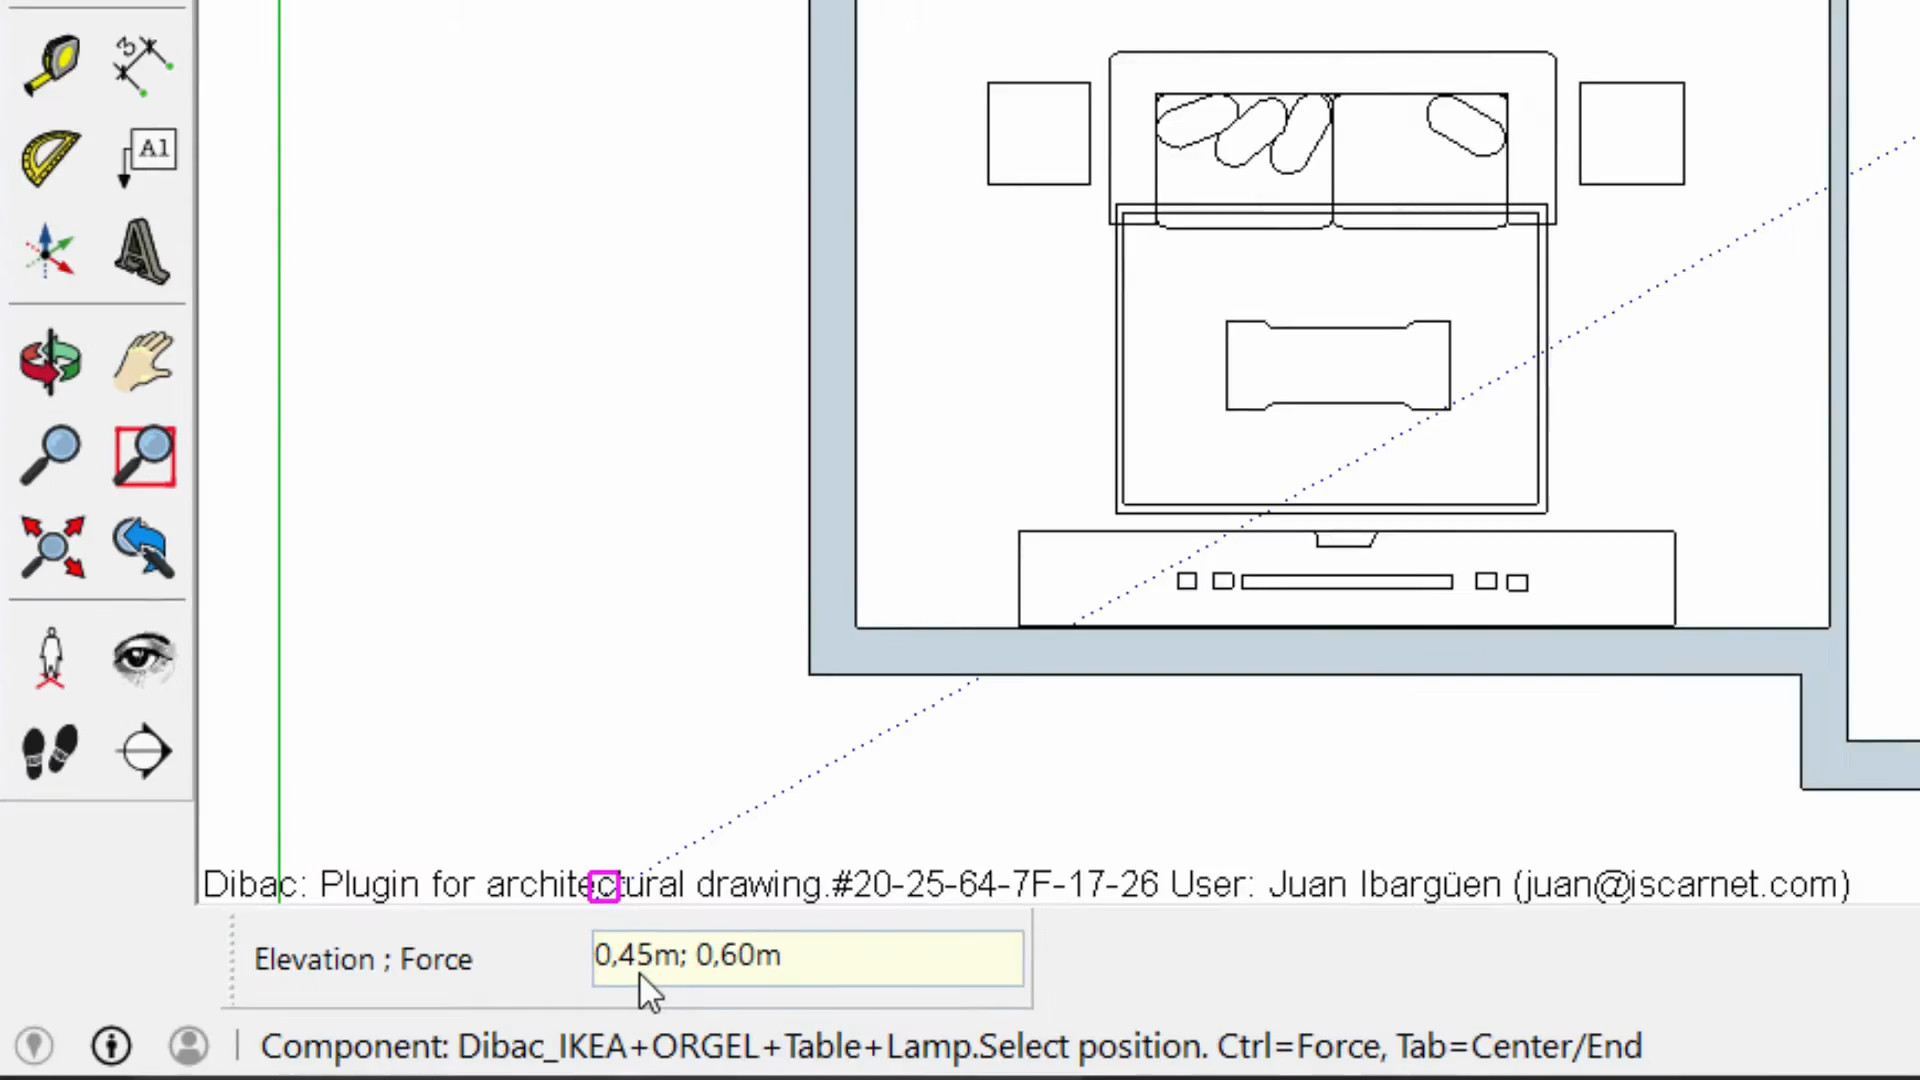 3
A1
Dibac: Plugin for architectural drawing.#20-25-64-7F-17-26 User: Juan Ibargüen (juan@iscarnet.com)
Elevation ; Force
0,45m; 0,60m
Component: Dibac_IKEA+ORGEL+Table+Lamp.Select position. Ctrl=Force, Tab=Center/End